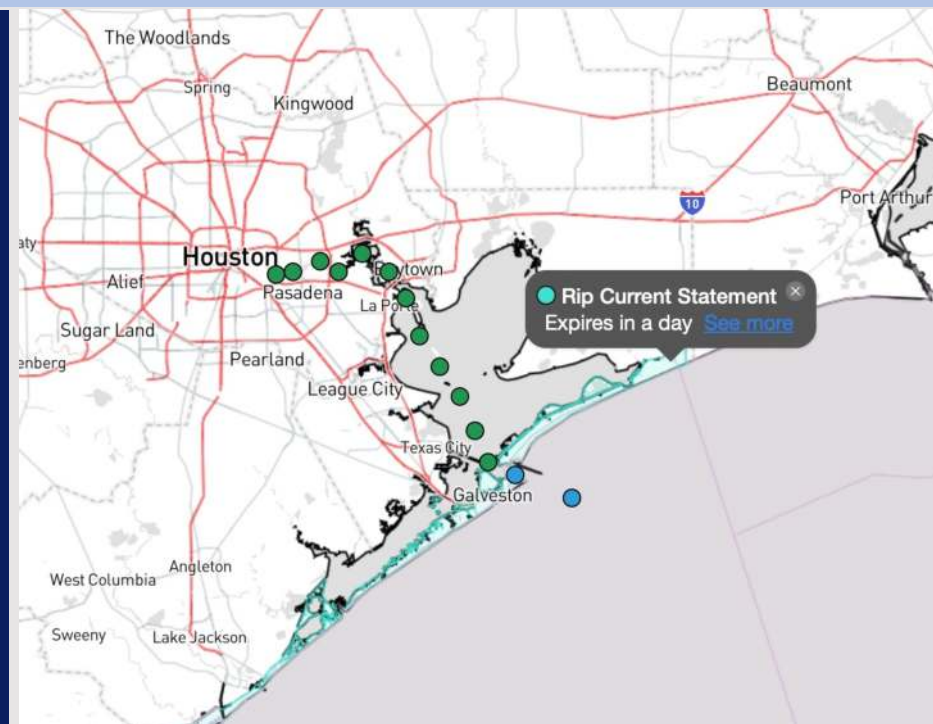 The Woodlands
Spring
Kingwood
Beaumont
10
Port Arthur
Houston
Baytown
Alief
Pasadena
La Porte
Rip Current Statement
Expires in a day See more
Sugar Land
Pearland
League City
Texas City
Galveston
Angleton
West Columbia
Sweeny
Lake Jackson